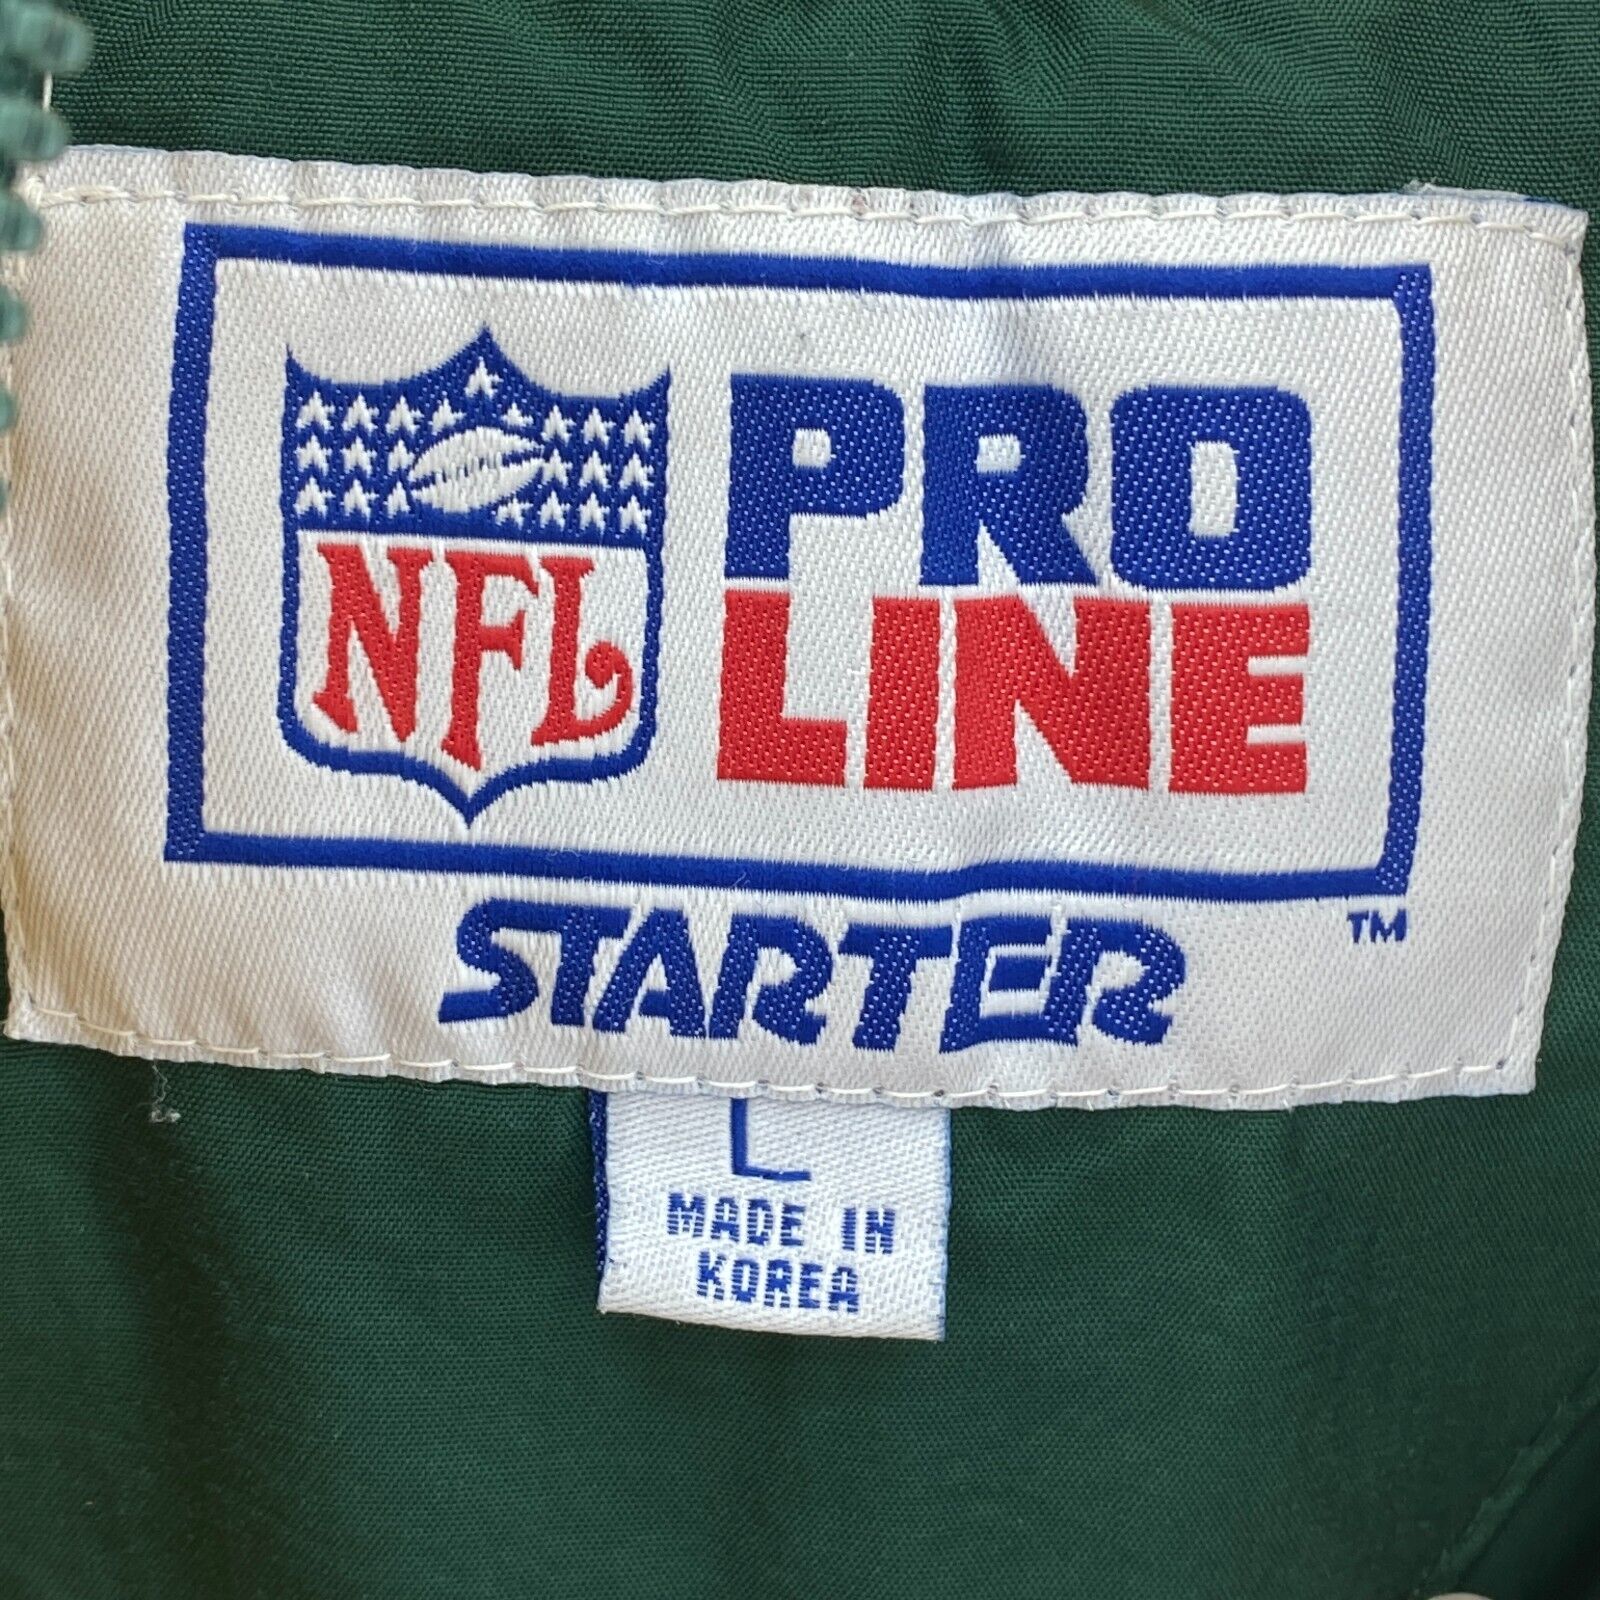 NFL
PRO
LINE
TM
STARTER
L
MADE IN
KOREA